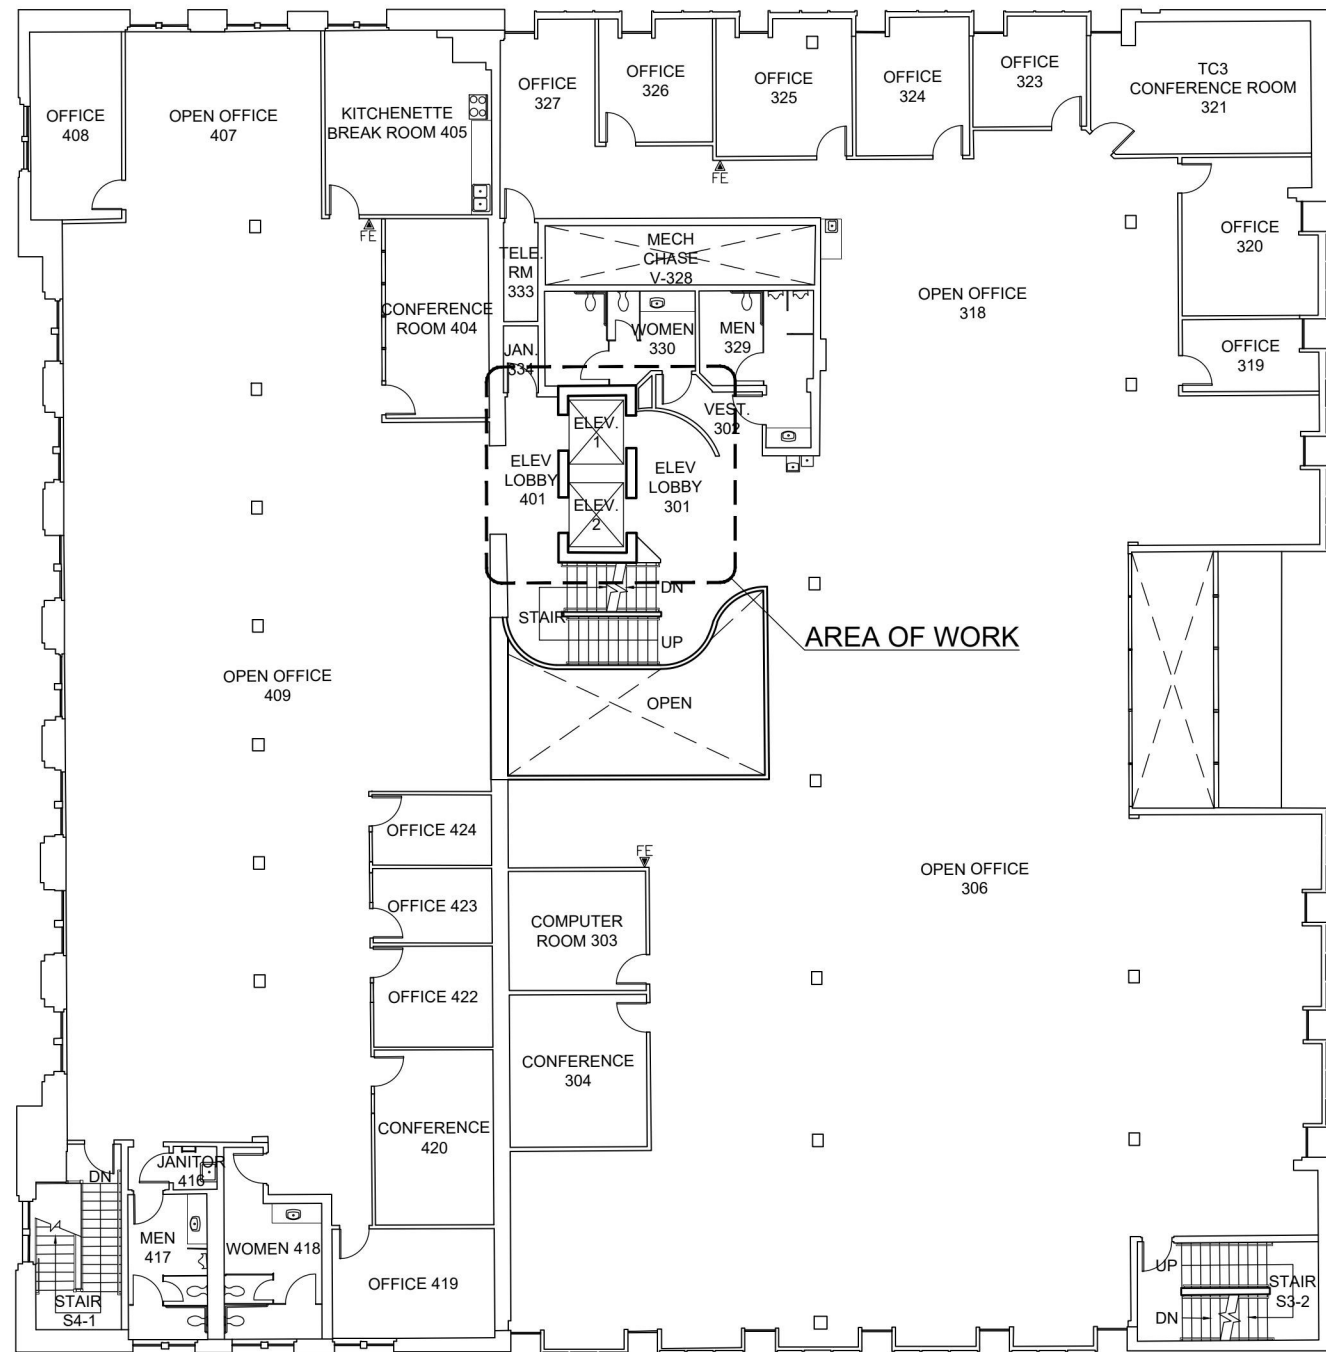 OFFICE
408
OPEN OFFICE
407
KITCHENETTE
BREAK ROOM 405
OFFICE
327
OFFICE
326
OFFICE
325
OFFICE
324
OFFICE
323
TC3
CONFERENCE ROOM
321
FE
FE
TELE.
RM
333
MECH
CHASE
V-328
OFFICE
320
CONFERENCE
ROOM 404
OPEN OFFICE
318
WOMEN
330
MEN
329
JAN.
334
OFFICE
319
VEST.
302
ELEV.
1
ELEV
LOBBY
401
ELEV
LOBBY
301
ELEV.
2
DN
STAIR
UP
AREA OF WORK
OPEN OFFICE
409
OPEN
OFFICE 424
FE
OPEN OFFICE
306
OFFICE 423
COMPUTER
ROOM 303
OFFICE 422
CONFERENCE
304
CONFERENCE
420
JANITOR
416
DN
MEN
417
WOMEN 418
OFFICE 419
STAIR
S4-1
UP
STAIR
S3-2
DN